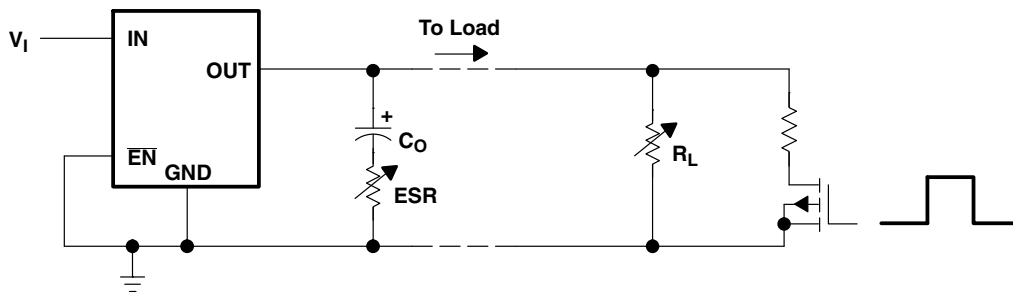 To Load
V_I
IN
OUT
+
C_O
EN
GND
ESR
R_L